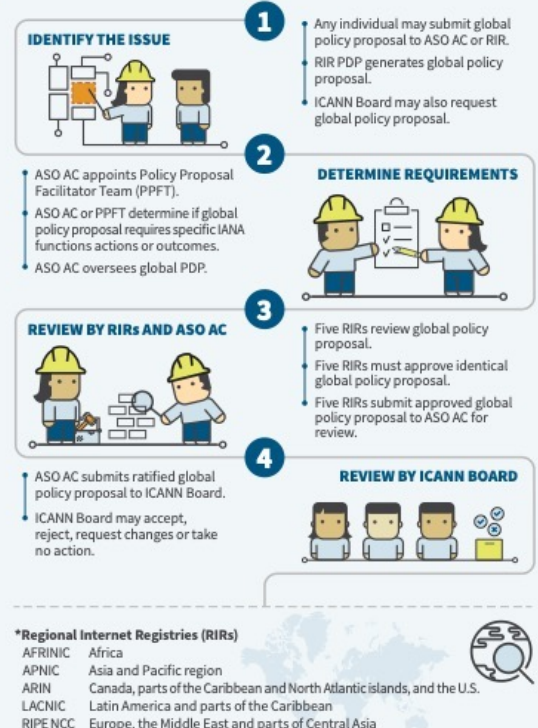 1
IDENTIFY THE ISSUE
Any individual may submit global
policy proposal to ASO AC or RIR.
RIR PDP generates global policy
proposal.
ICANN Board may also request
global policy proposal.
2
ASO AC appoints Policy Proposal
Facilitator Team (PPFT).
ASO AC or PPFT determine if global
policy proposal requires specific IANA
functions actions or outcomes.
ASO AC oversees global PDP.
DETERMINE REQUIREMENTS
3
REVIEW BY RIRs AND ASO AC
Five RIRs review global policy
proposal.
Five RIRs must approve identical
global policy proposal.
Five RIRs submit approved global
policy proposal to ASO AC for
review.
4
ASO AC submits ratified global
policy proposal to ICANN Board.
ICANN Board may accept,
reject, request changes or take
no action.
REVIEW BY ICANN BOARD
*Regional Internet Registries (RIRs)
AFRINIC Africa
APNIC Asia and Pacific region
ARIN Canada, parts of the Caribbean and North Atlantic islands, and the U.S.
LACNIC Latin America and parts of the Caribbean
RIPE NCC Europe, the Middle East and parts of Central Asia